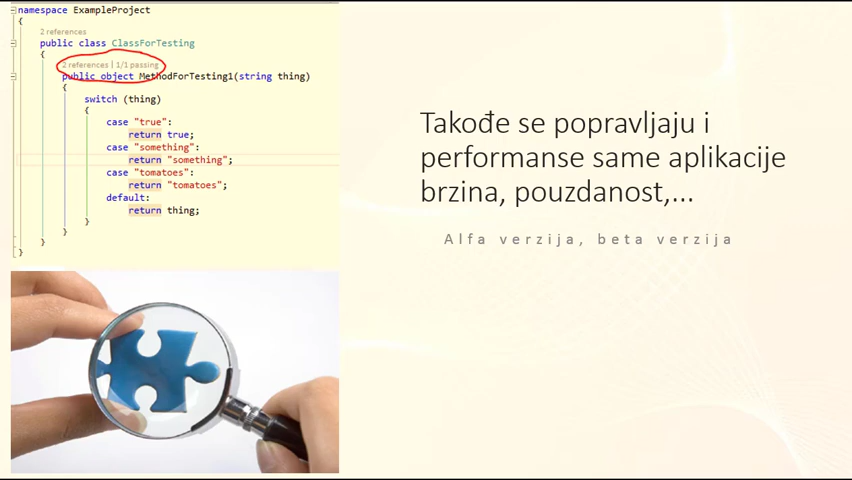 namespace ExampleProject
{
2 references
public class ClassForTesting
{
2 references | 1/1 passing
public object MethodForTesting1(string thing)
{
switch (thing)
{
case "true":
return true;
case "something":
return "something";
case "tomatoes":
return "tomatoes";
default:
return thing;
}
}
}
}
Takođe se popravljaju i
performanse same aplikacije
brzina, pouzdanost,...
Alfa verzija, beta verzija